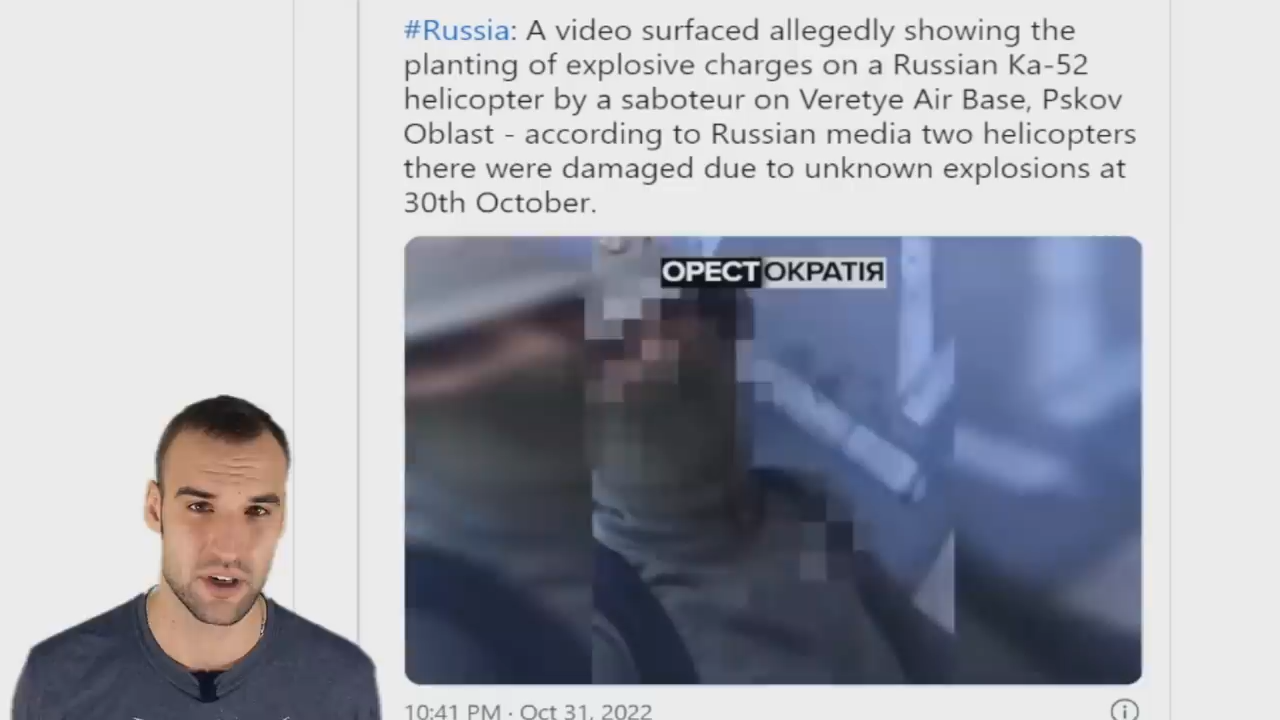 #Russia: A video surfaced allegedly showing the
planting of explosive charges on a Russian Ka-52
helicopter by a saboteur on Veretye Air Base, Pskov
Oblast - according to Russian media two helicopters
there were damaged due to unknown explosions at
30th October.
ОРЕСТОКРАТІЯ
10:41 PM · Oct 31, 2022